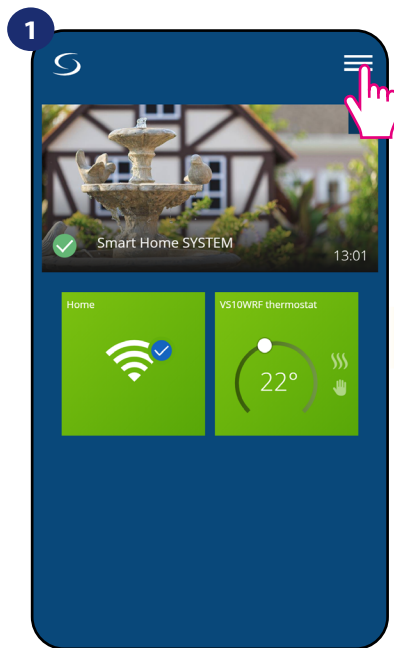 1
Smart Home SYSTEM
13:01
Home
VS10WRF thermostat
22°